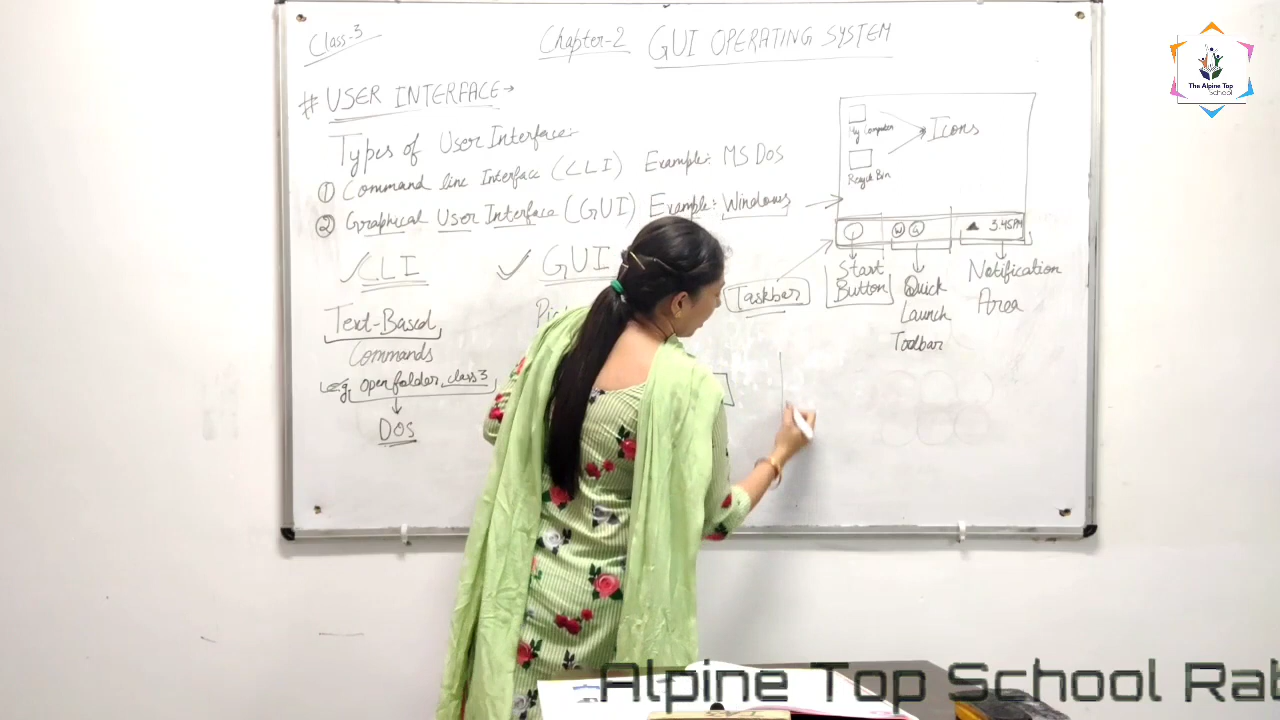 Class-3
Chapter-2 GUI OPERATING SYSTEM
# USER INTERFACE→
Types of User Interface:-
① Command line Interface (CLI) Example: MS Dos
② Graphical User Interface (GUI) Example: Windows
My Computer
Icons
Recycle Bin
W G 3:45PM
CLI
GUI
Text-Based
Commands
eg open folder class3
Dos
Taskbar
Start
Button
Quick
Launch
Toolbar
Notification
Area
The Alpine Top
School
Alpine Top School Rat